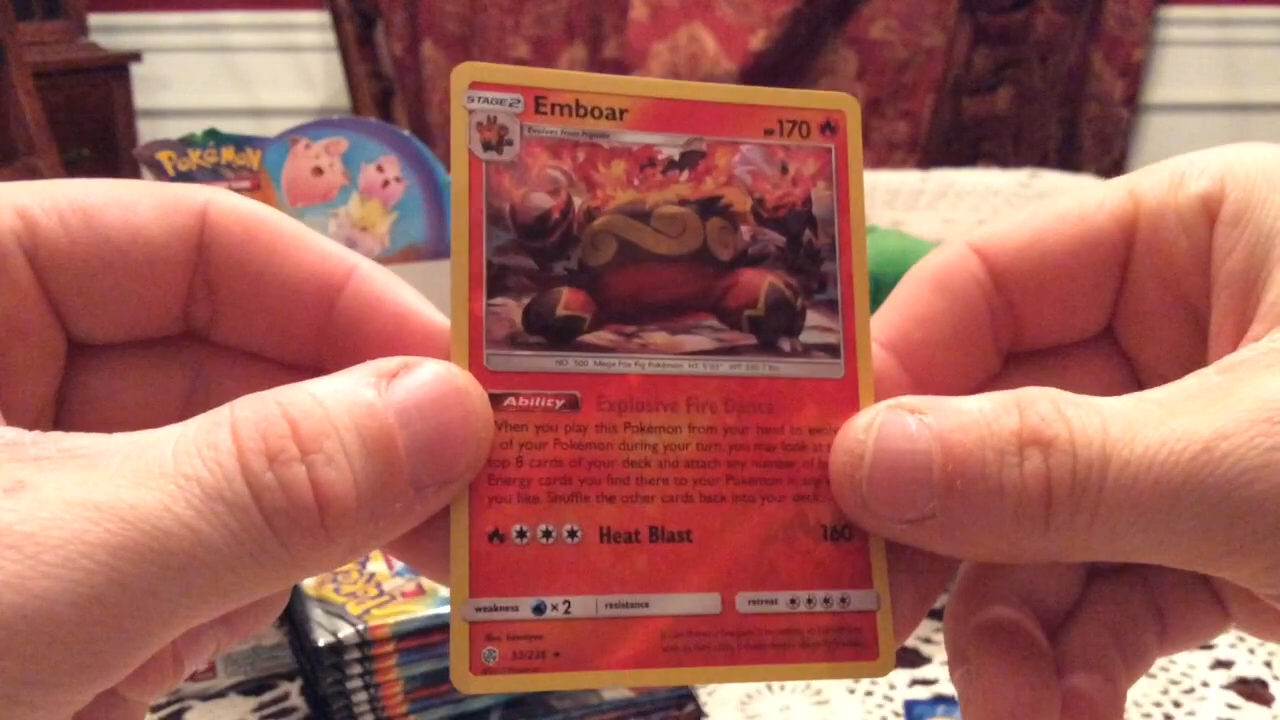 POKÉMON
STAGE 2
Emboar
HP 170
Evolves from Pignite
NO. 500 Mega Fire Pig Pokémon HT: 5'03" WT: 330.7 lbs
Ability Explosive Fire Dance
When you play this Pokémon from your hand to evolv
of your Pokémon during your turn, you may look at
top 8 cards of your deck and attach any number of
Energy cards you find there to your Pokémon in any
you like. Shuffle the other cards back into your deck.
Heat Blast 160
weakness ×2 resistance retreat